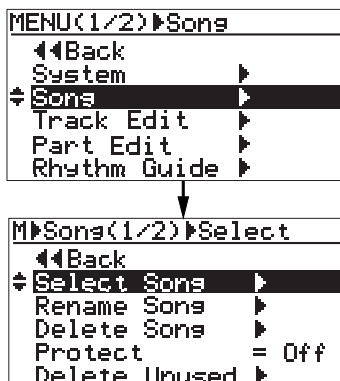 MENU(1/2)▶Song
◀◀Back
System ▶
Song ▶
Track Edit ▶
Part Edit ▶
Rhythm Guide ▶
M▶Song(1/2)▶Select
◀◀Back
Select Song ▶
Rename Song ▶
Delete Song ▶
Protect = Off
Delete Unused ▶